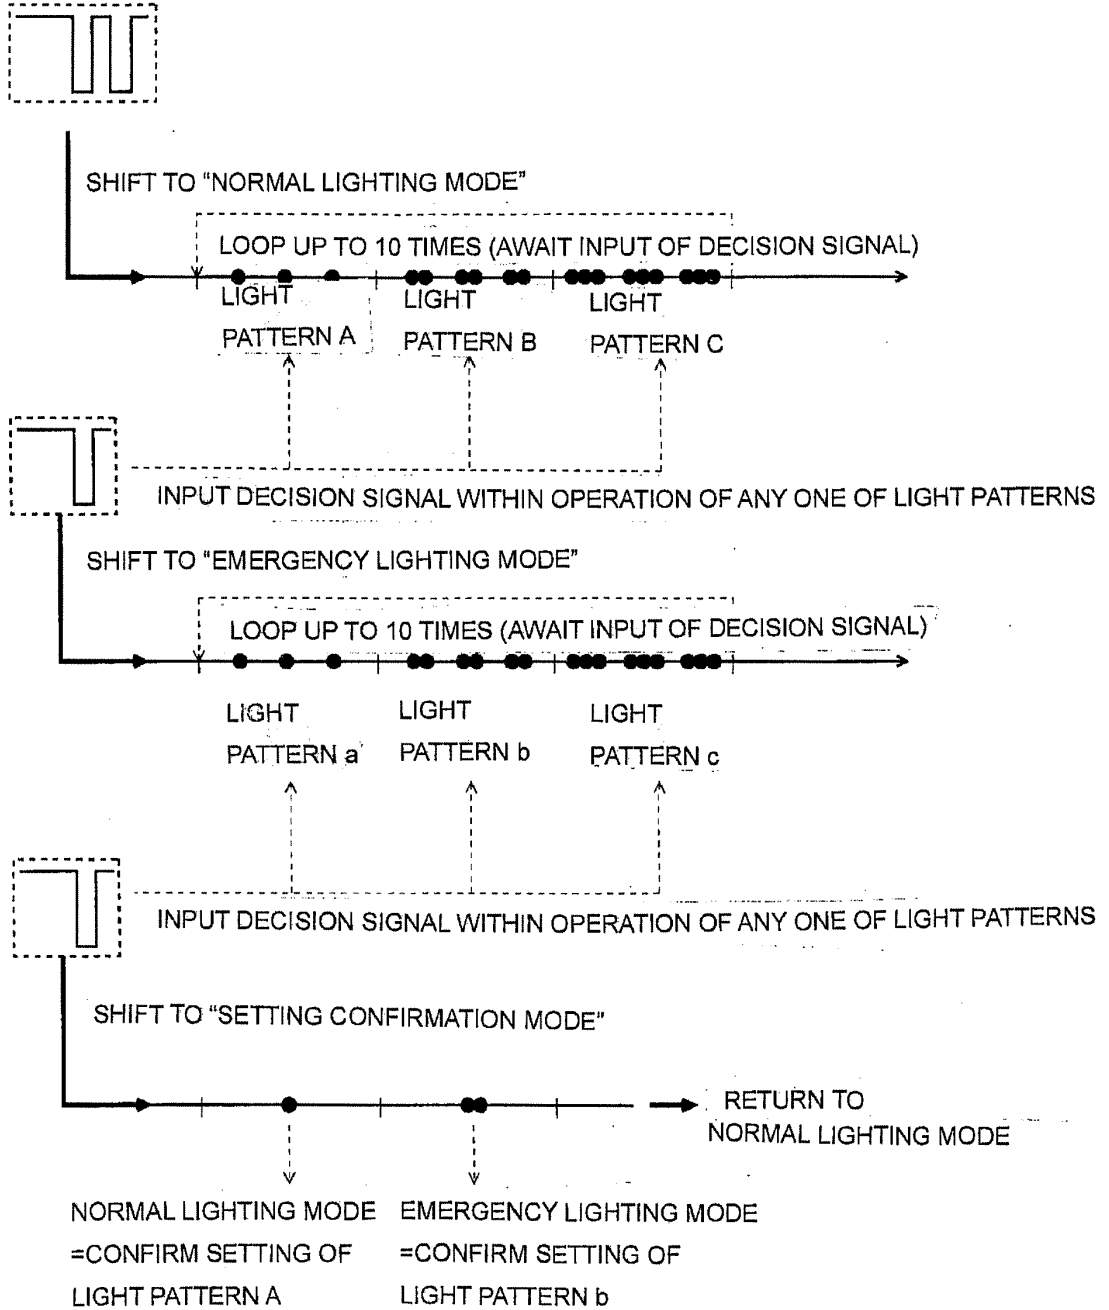 SHIFT TO "NORMAL LIGHTING MODE"
LOOP UP TO 10 TIMES (AWAIT INPUT OF DECISION SIGNAL)
LIGHT
PATTERN A
LIGHT
PATTERN B
LIGHT
PATTERN C
INPUT DECISION SIGNAL WITHIN OPERATION OF ANY ONE OF LIGHT PATTERNS
SHIFT TO "EMERGENCY LIGHTING MODE"
LOOP UP TO 10 TIMES (AWAIT INPUT OF DECISION SIGNAL)
LIGHT
PATTERN a
LIGHT
PATTERN b
LIGHT
PATTERN c
INPUT DECISION SIGNAL WITHIN OPERATION OF ANY ONE OF LIGHT PATTERNS
SHIFT TO "SETTING CONFIRMATION MODE"
RETURN TO
NORMAL LIGHTING MODE
NORMAL LIGHTING MODE
=CONFIRM SETTING OF
LIGHT PATTERN A
EMERGENCY LIGHTING MODE
=CONFIRM SETTING OF
LIGHT PATTERN b